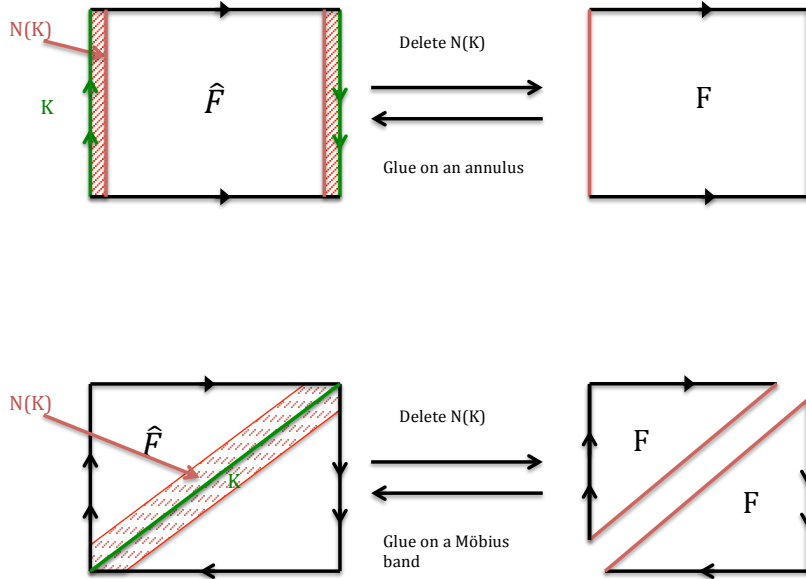 N(K)
Delete N(K)
K
F̂
F
Glue on an annulus
N(K)
F̂
Delete N(K)
F
K
F
Glue on a Möbius
band